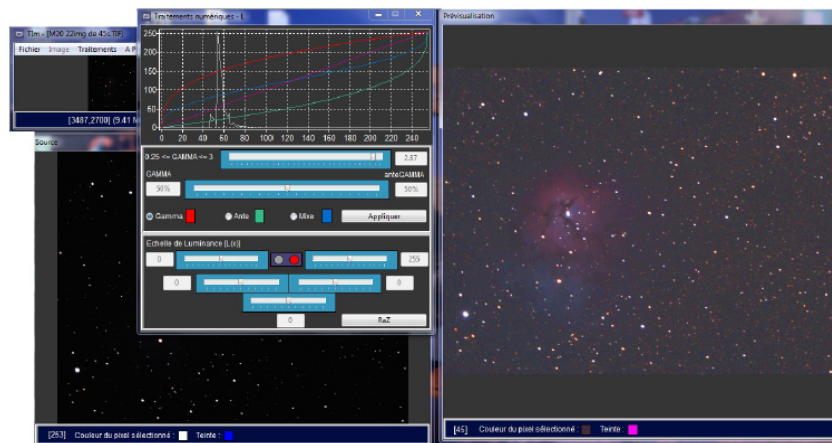 TIm - [M20 22img de 45s.TIF]
Fichier Image Traitements A P
[3487,2700] (9.41 M
Source
[253] Couleur du pixel sélectionné : Teinte :
Traitements numériques - L
250
200
150
100
50
0
0 20 40 60 80 100 120 140 160 180 200 220 240
0.25 <= GAMMA <= 3 2.87
GAMMA anteGAMMA
50% 50%
Gamma Ante Mixe Appliquer
Echelle de Luminance [L(x)]
0 255
0 0
0 RaZ
Prévisualisation
[45] Couleur du pixel sélectionné : Teinte :